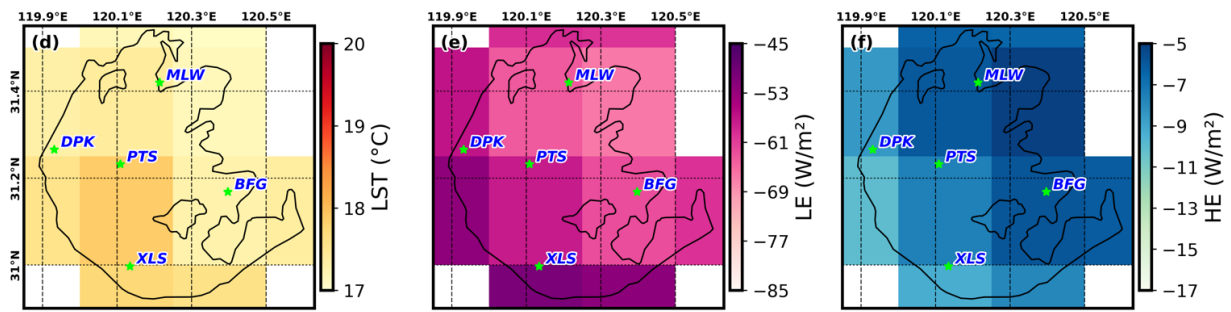 119.9°E 120.1°E 120.3°E 120.5°E
119.9°E 120.1°E 120.3°E 120.5°E
119.9°E 120.1°E 120.3°E 120.5°E
(d)
31.4°N
31.2°N
31°N
MLW
DPK
PTS
BFG
XLS
20
19
18
17
LST (°C)
(e)
MLW
DPK
PTS
BFG
XLS
−45
−53
−61
−69
−77
−85
LE (W/m²)
(f)
MLW
DPK
PTS
BFG
XLS
−5
−7
−9
−11
−13
−15
−17
HE (W/m²)